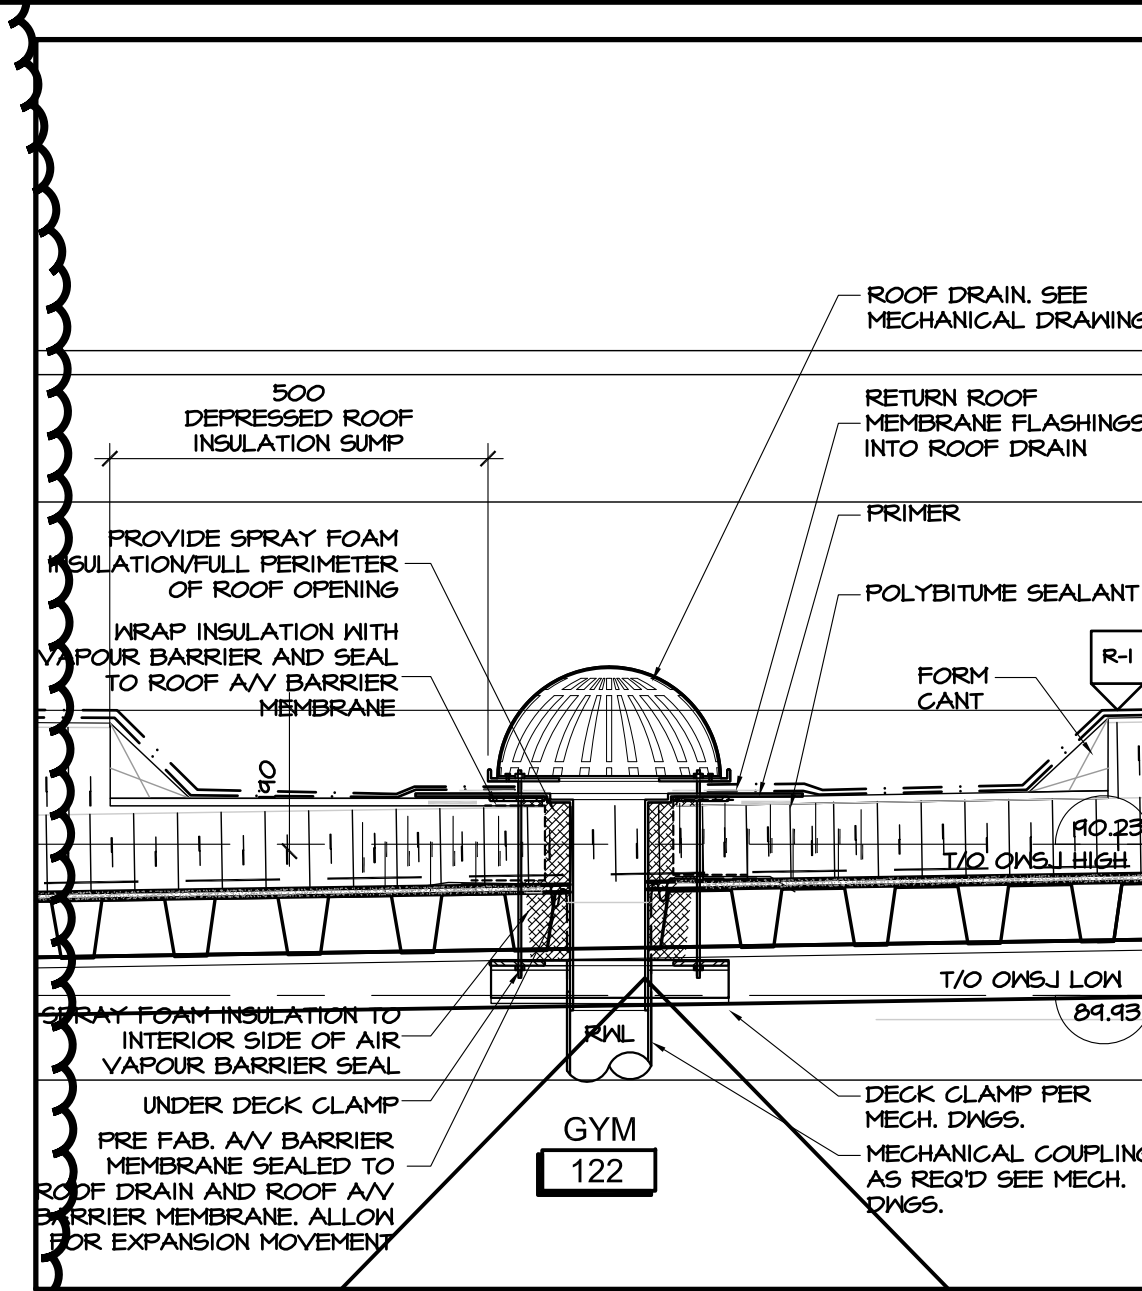 ROOF DRAIN. SEE
MECHANICAL DRAWING
500
DEPRESSED ROOF
INSULATION SUMP
RETURN ROOF
MEMBRANE FLASHINGS
INTO ROOF DRAIN
PRIMER
PROVIDE SPRAY FOAM
INSULATION/FULL PERIMETER
OF ROOF OPENING
POLYBITUME SEALANT
WRAP INSULATION WITH
VAPOUR BARRIER AND SEAL
TO ROOF A/V BARRIER
MEMBRANE
R-1
FORM
CANT
90
90.23
T/O OWSJ HIGH
T/O OWSJ LOW
89.93
SPRAY FOAM INSULATION TO
INTERIOR SIDE OF AIR
VAPOUR BARRIER SEAL
RWL
UNDER DECK CLAMP
DECK CLAMP PER
MECH. DWGS.
PRE FAB. A/V BARRIER
MEMBRANE SEALED TO
ROOF DRAIN AND ROOF A/V
BARRIER MEMBRANE. ALLOW
FOR EXPANSION MOVEMENT
GYM
122
MECHANICAL COUPLING
AS REQ'D SEE MECH.
DWGS.